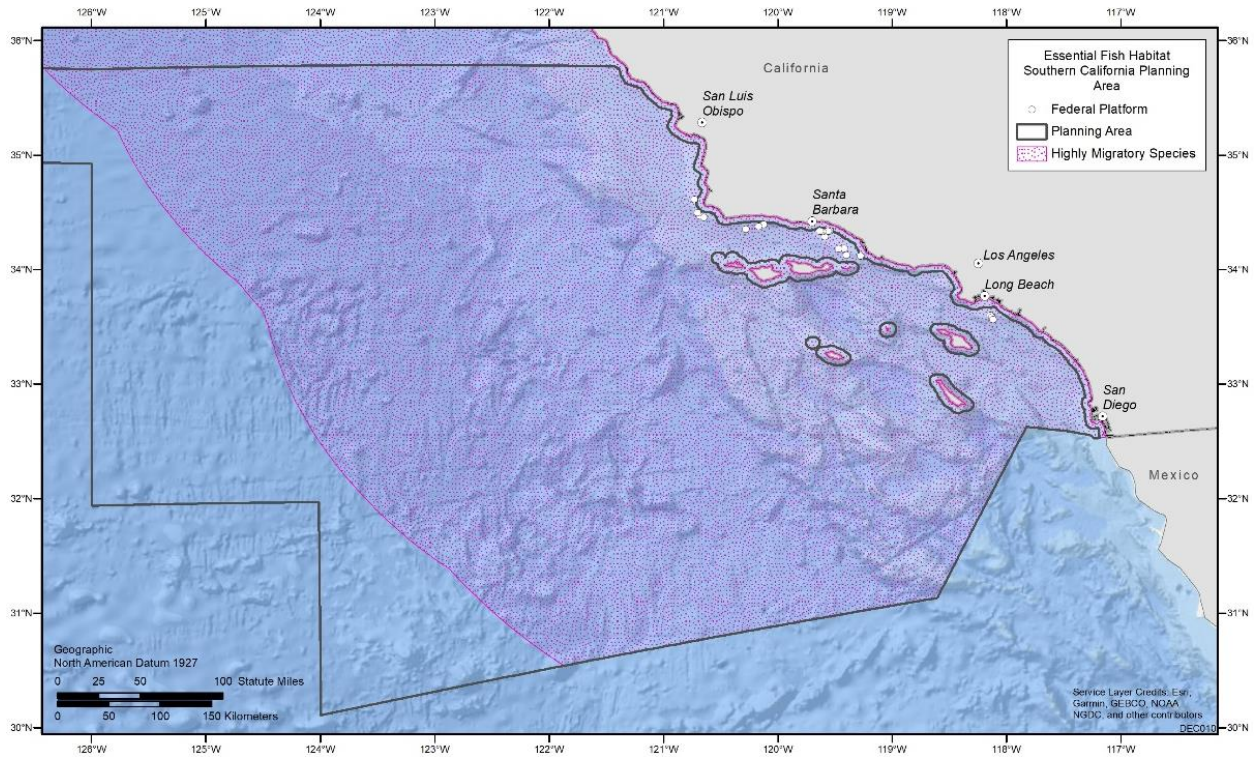 126°W 125°W 124°W 123°W 122°W 121°W 120°W 119°W 118°W 117°W
36°N
36°N
Essential Fish Habitat
Southern California Planning
Area
Federal Platform
Planning Area
Highly Migratory Species
California
San Luis
Obispo
35°N
35°N
Santa
Barbara
Los Angeles
34°N
34°N
Long Beach
33°N
33°N
San
Diego
Mexico
32°N
32°N
31°N
31°N
Geographic
North American Datum 1927
0 25 50 100 Statute Miles
0 50 100 150 Kilometers
Service Layer Credits: Esri,
Garmin, GEBCO, NOAA
NGDC, and other contributors
DEC010
30°N
30°N
126°W 125°W 124°W 123°W 122°W 121°W 120°W 119°W 118°W 117°W